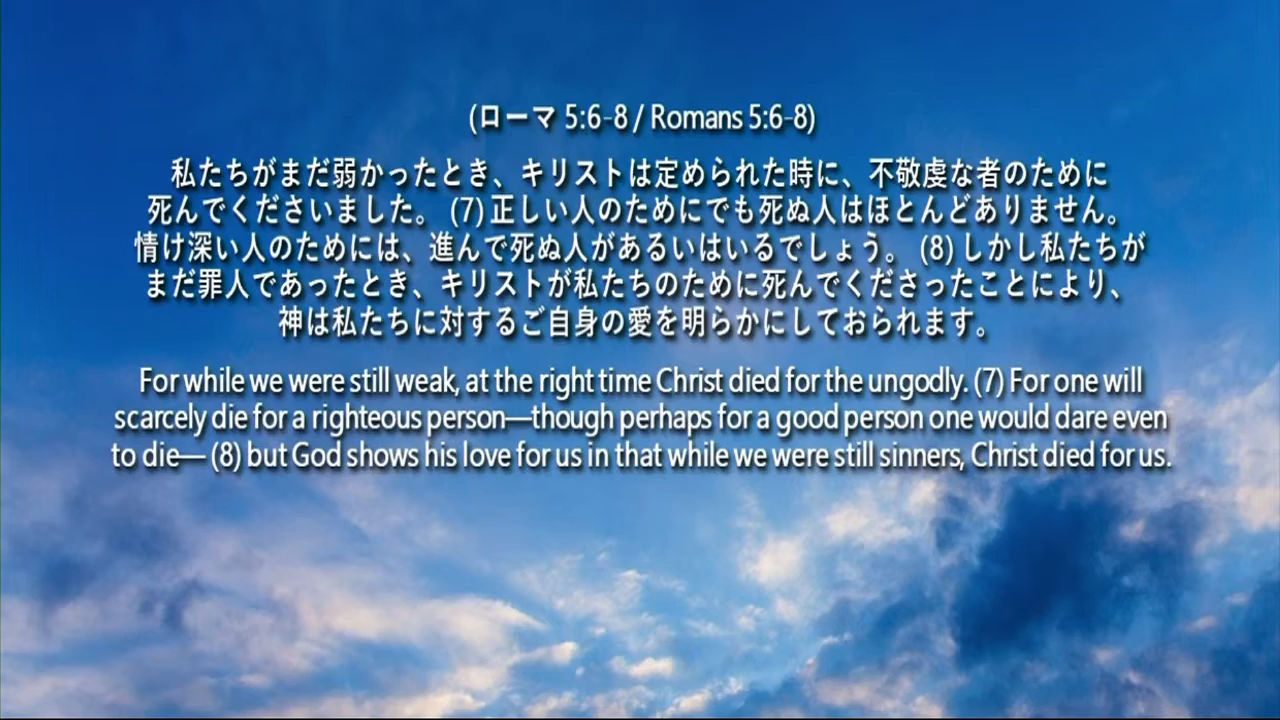 (ローマ 5:6-8 / Romans 5:6-8)
私たちがまだ弱かったとき、キリストは定められた時に、不敬虔な者のために
死んでくださいました。 (7) 正しい人のためにでも死ぬ人はほとんどありません。
情け深い人のためには、進んで死ぬ人があるいはいるでしょう。 (8) しかし私たちが
まだ罪人であったとき、キリストが私たちのために死んでくださったことにより、
神は私たちに対するご自身の愛を明らかにしておられます。
For while we were still weak, at the right time Christ died for the ungodly. (7) For one will
scarcely die for a righteous person—though perhaps for a good person one would dare even
to die— (8) but God shows his love for us in that while we were still sinners, Christ died for us.